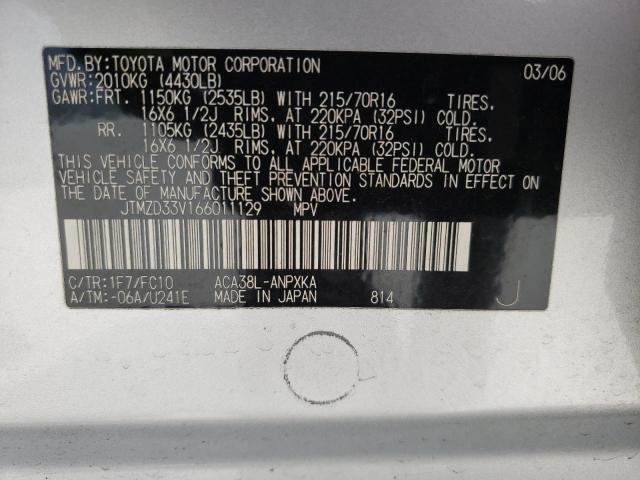 MFD.BY:TOYOTA MOTOR CORPORATION 03/06
GVWR:2010KG (4430LB)
GAWR:FRT. 1150KG (2535LB) WITH 215/70R16 TIRES,
16X6 1/2J RIMS, AT 220KPA (32PSI) COLD.
RR. 1105KG (2435LB) WITH 215/70R16 TIRES,
16X6 1/2J RIMS, AT 220KPA (32PSI) COLD.
THIS VEHICLE CONFORMS TO ALL APPLICABLE FEDERAL MOTOR
VEHICLE SAFETY AND THEFT PREVENTION STANDARDS IN EFFECT ON
THE DATE OF MANUFACTURE SHOWN ABOVE.
JTMZD33V166011129 MPV
C/TR:1F7/FC10 ACA38L-ANPXKA
A/TM:-06A/U241E MADE IN JAPAN 814 J